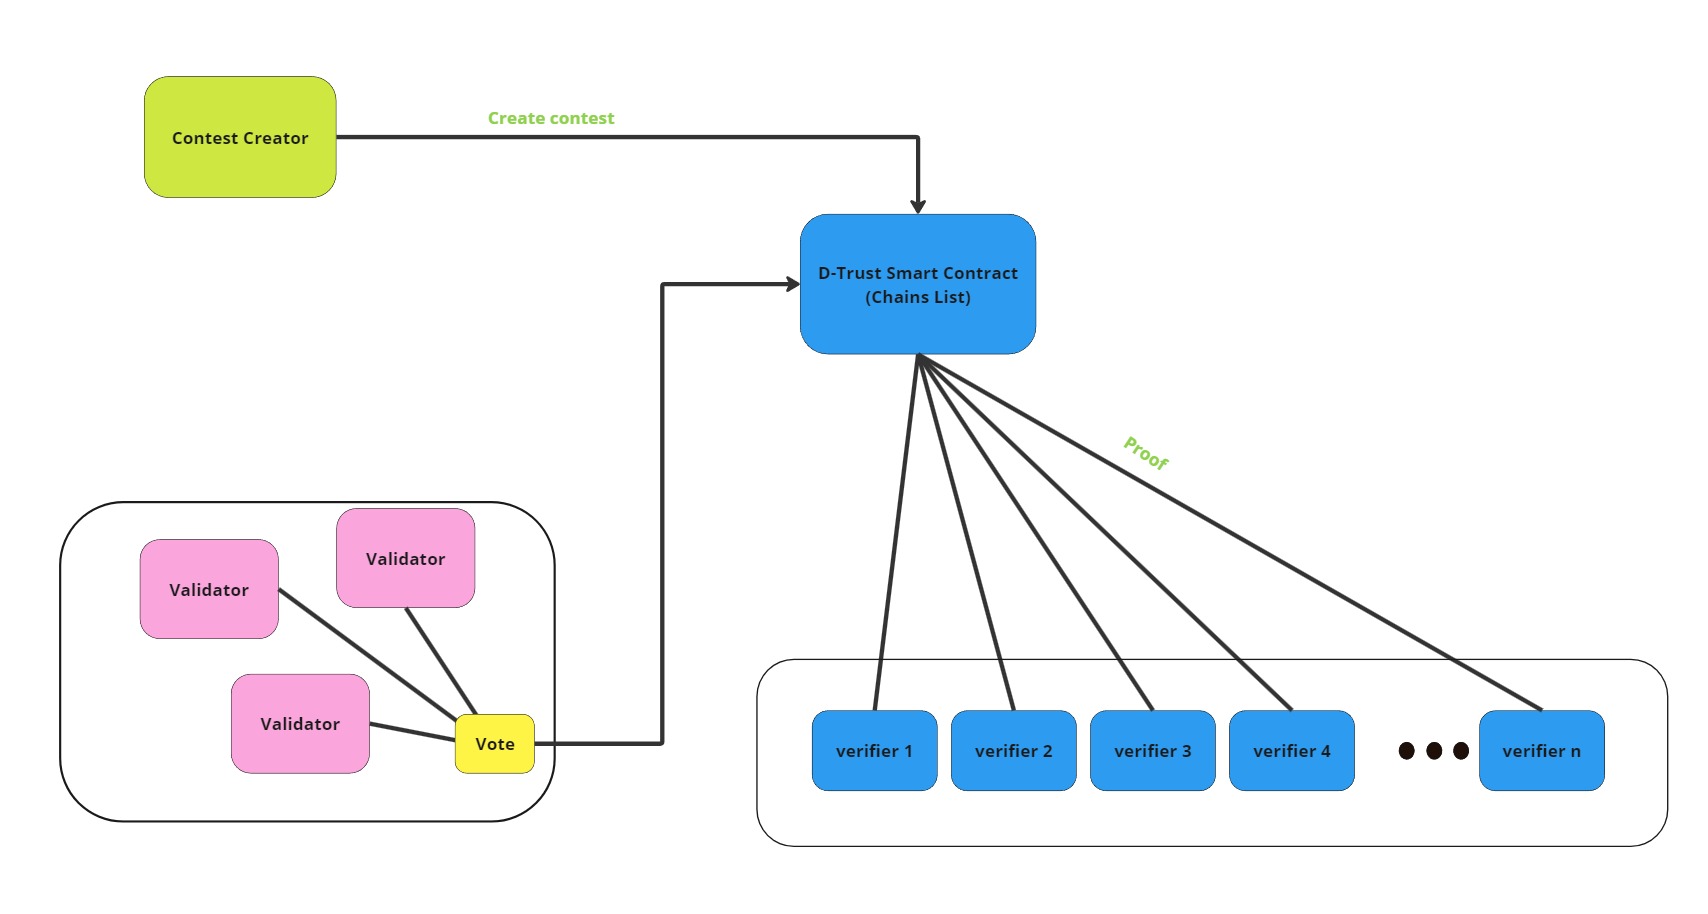 Create contest
Contest Creator
D-Trust Smart Contract
(Chains List)
Proof
Validator
Validator
Validator
Vote
verifier 1
verifier 2
verifier 3
verifier 4
verifier n